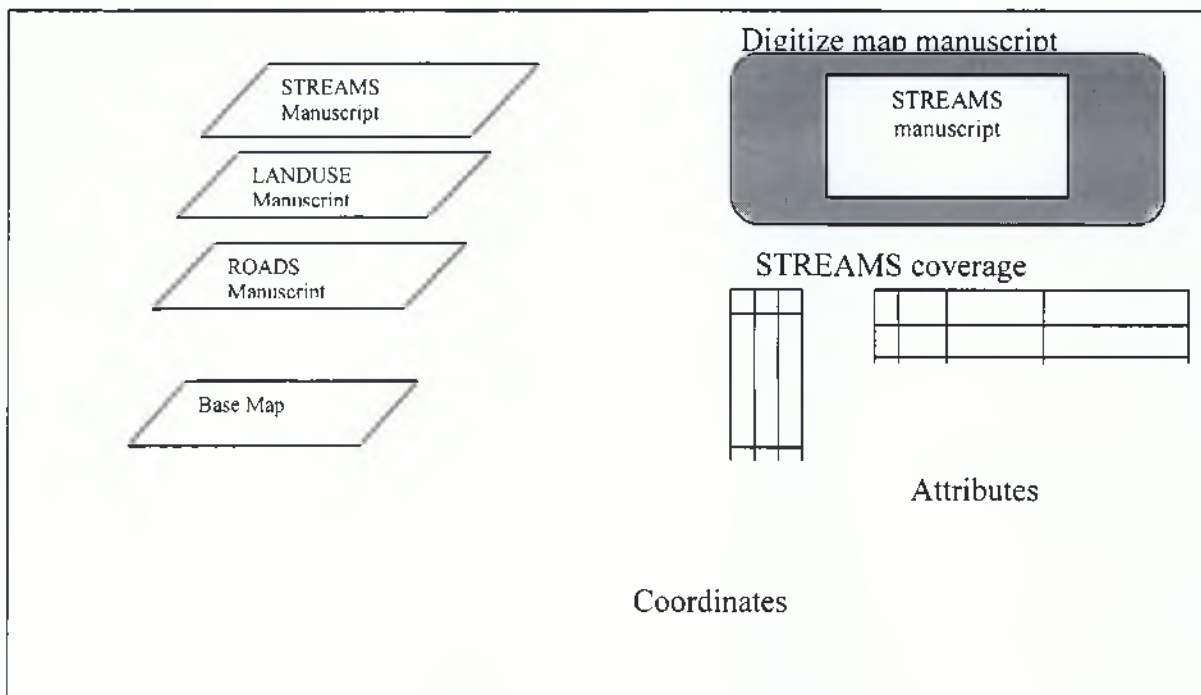 STREAMS
Manuscript
LANDUSE
Manuscript
ROADS
Manuscript
Base Map
Digitize map manuscript
STREAMS
manuscript
STREAMS coverage
Attributes
Coordinates